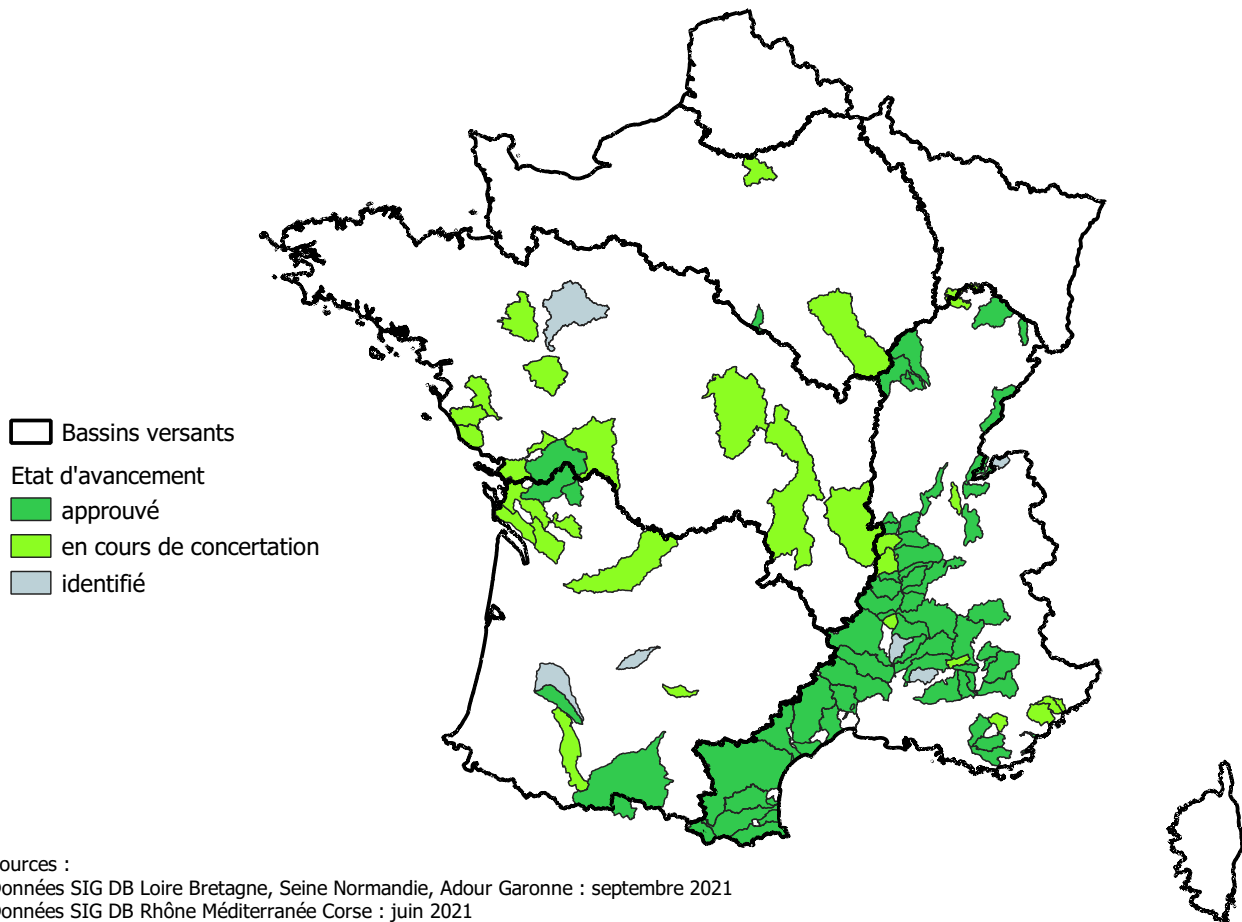 Bassins versants
Etat d'avancement
approuvé
en cours de concertation
identifié
ources :
onnées SIG DB Loire Bretagne, Seine Normandie, Adour Garonne : septembre 2021
onnées SIG DB Rhône Méditerranée Corse : juin 2021